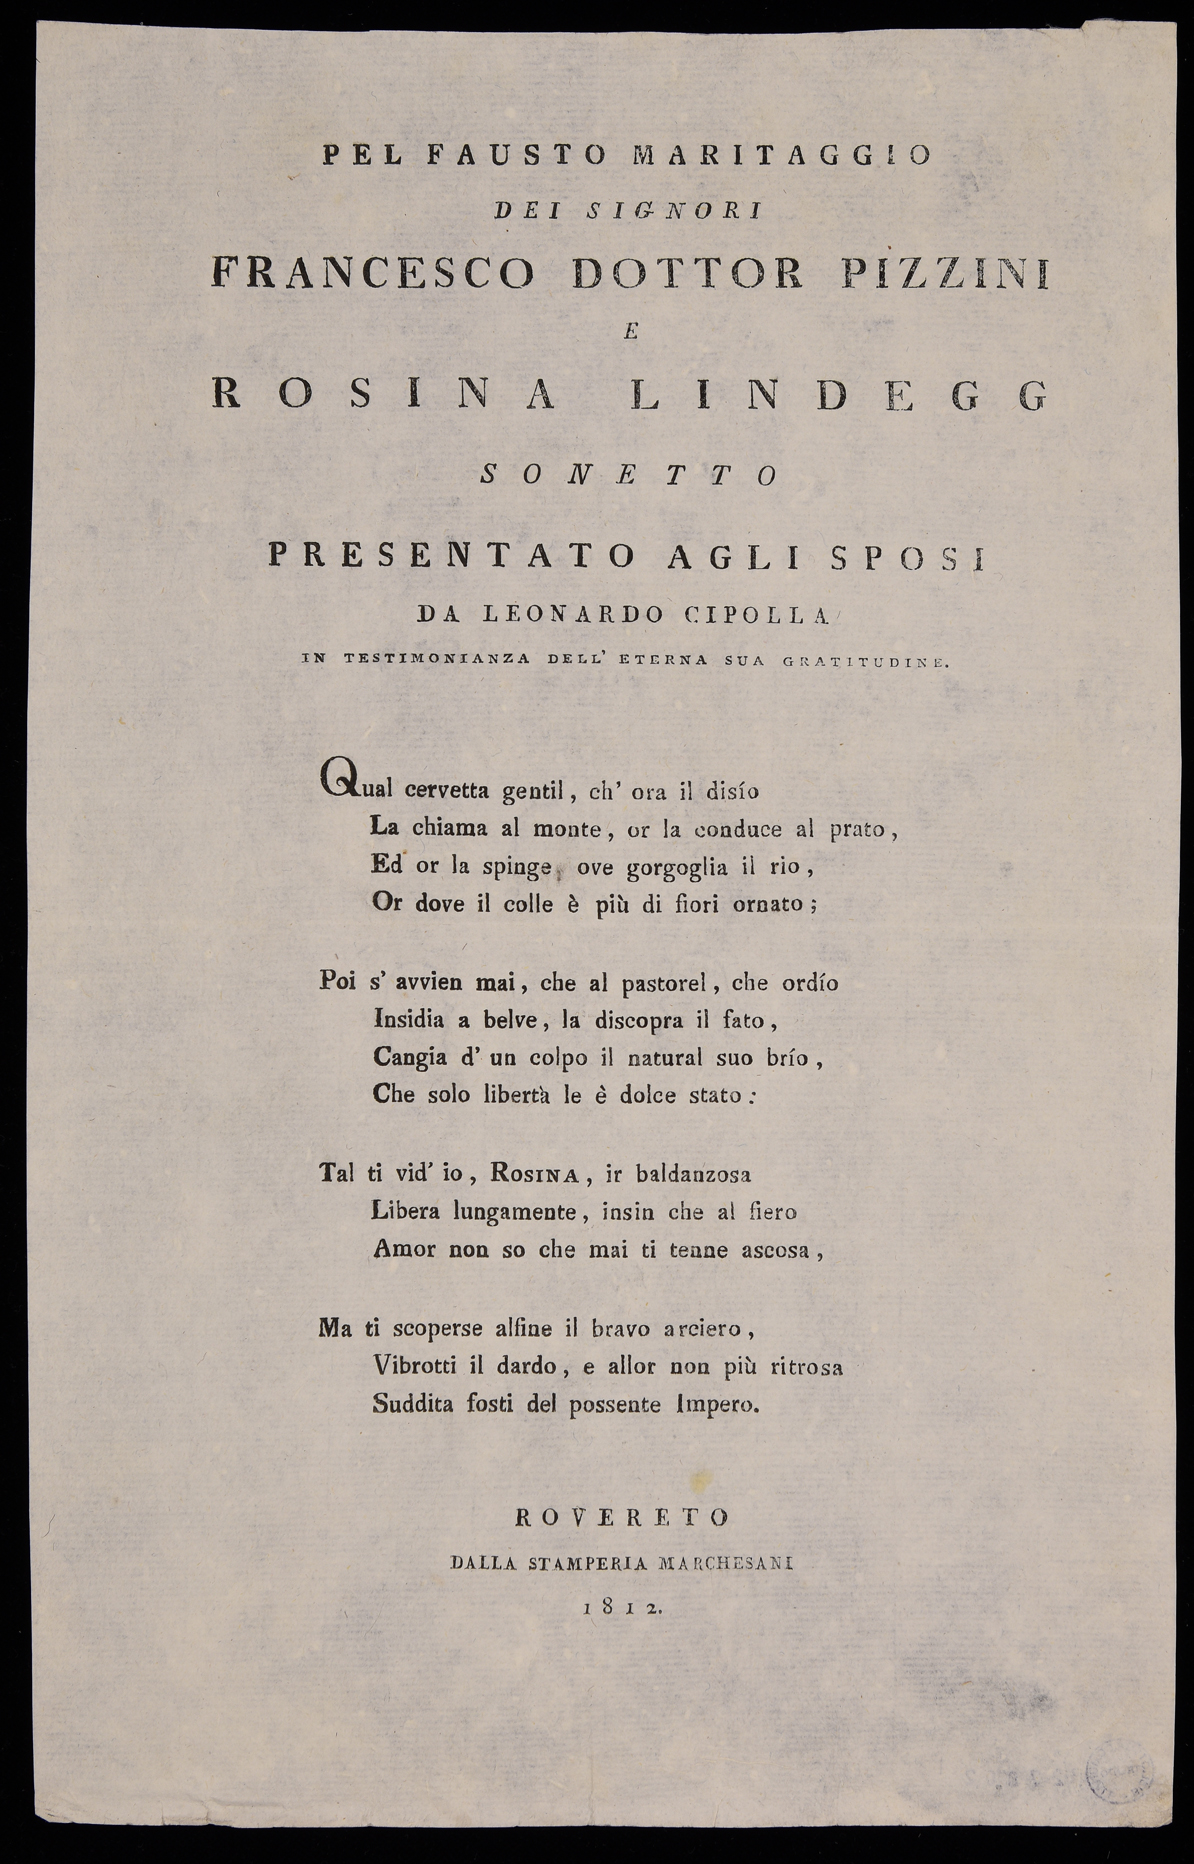 PEL FAUSTO MARITAGGIO
DEI SIGNORI
FRANCESCO DOTTOR PIZZINI
E
ROSINA LINDEGG
SONETTO
PRESENTATO AGLI SPOSI
DA LEONARDO CIPOLLA
IN TESTIMONIANZA DELL' ETERNA SUA GRATITUDINE.
Qual cervetta gentil, ch' ora il disío
La chiama al monte, or la conduce al prato,
Ed or la spinge, ove gorgoglia il rio,
Or dove il colle è più di fiori ornato;
Poi s' avvien mai, che al pastorel, che ordío
Insidia a belve, la discopra il fato,
Cangia d' un colpo il natural suo brío,
Che solo libertà le è dolce stato:
Tal ti vid' io, ROSINA, ir baldanzosa
Libera lungamente, insin che al fiero
Amor non so che mai ti tenne ascosa,
Ma ti scoperse alfine il bravo arciero,
Vibrotti il dardo, e allor non più ritrosa
Suddita fosti del possente Impero.
ROVERETO
DALLA STAMPERIA MARCHESANI
1812.